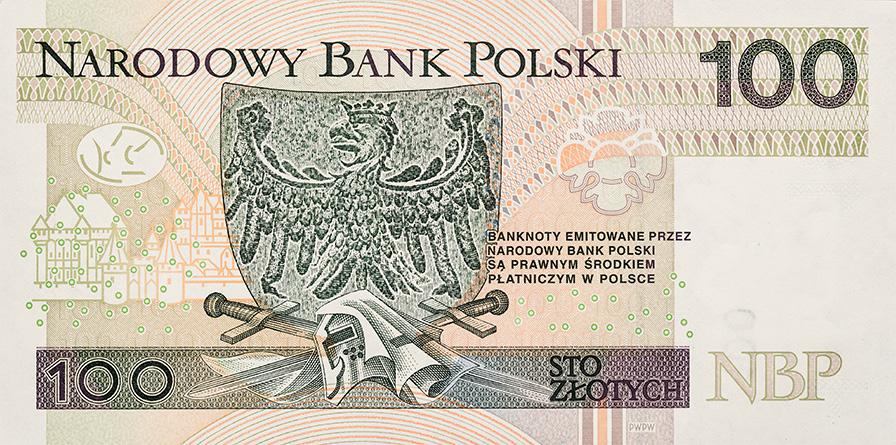 NARODOWY BANK POLSKI
100
BANKNOTY EMITOWANE PRZEZ
NARODOWY BANK POLSKI
SĄ PRAWNYM ŚRODKIEM
PŁATNICZYM W POLSCE
100
STO
ZŁOTYCH
NBP
PWPW